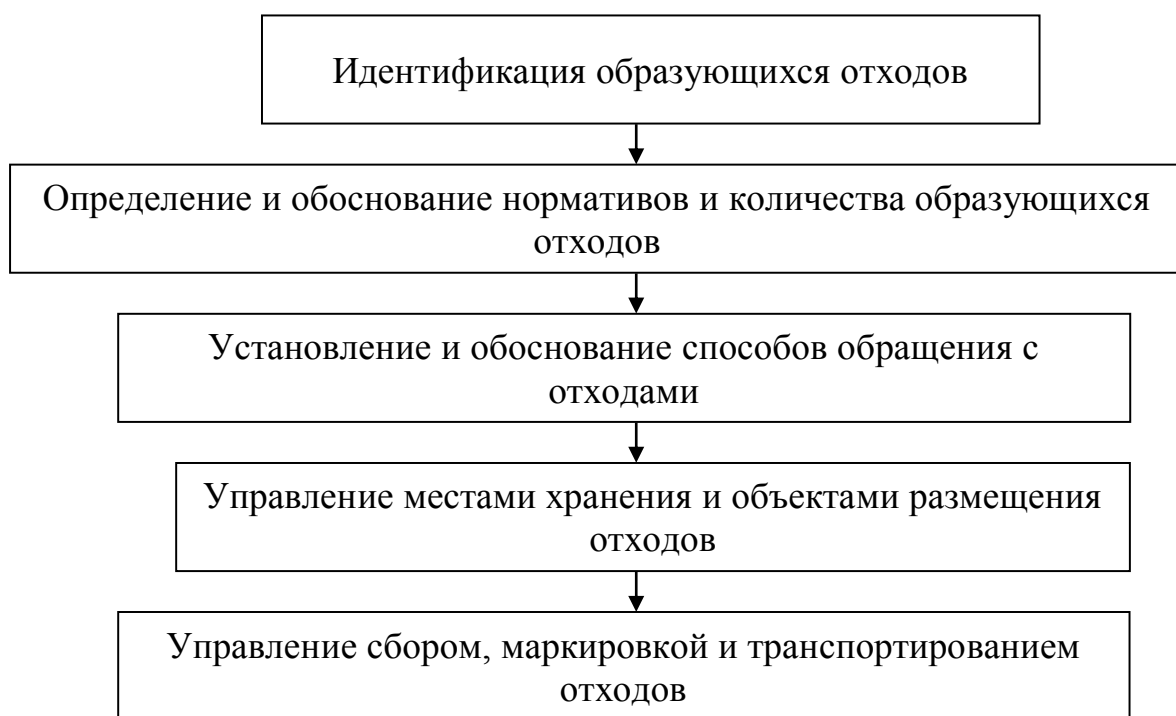 Идентификация образующихся отходов
Определение и обоснование нормативов и количества образующихся
отходов
Установление и обоснование способов обращения с
отходами
Управление местами хранения и объектами размещения
отходов
Управление сбором, маркировкой и транспортированием
отходов